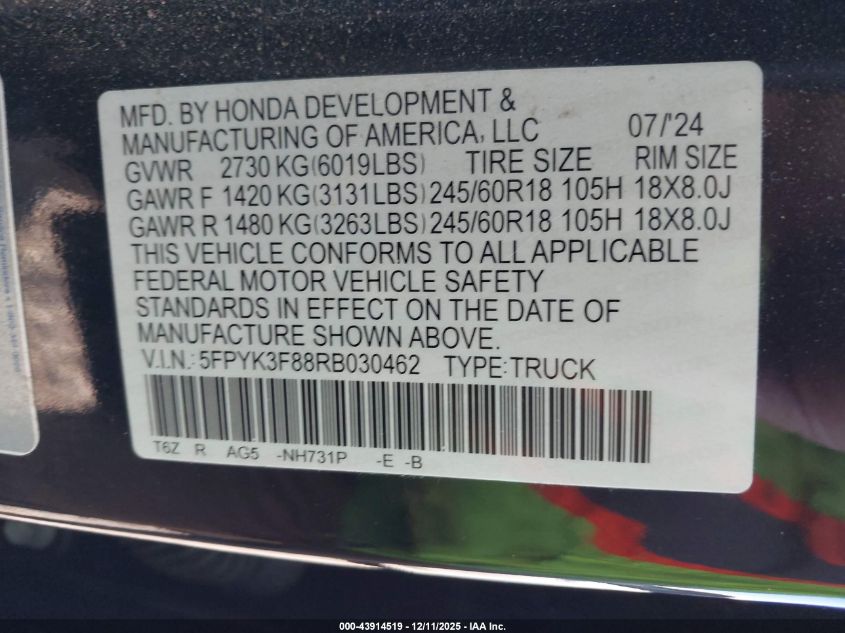 MFD. BY HONDA DEVELOPMENT &
MANUFACTURING OF AMERICA, LLC 07/'24
GVWR 2730 KG(6019LBS) TIRE SIZE RIM SIZE
GAWR F 1420 KG(3131LBS) 245/60R18 105H 18X8.0J
GAWR R 1480 KG(3263LBS) 245/60R18 105H 18X8.0J
THIS VEHICLE CONFORMS TO ALL APPLICABLE
FEDERAL MOTOR VEHICLE SAFETY
STANDARDS IN EFFECT ON THE DATE OF
MANUFACTURE SHOWN ABOVE.
V.I.N.: 5FPYK3F88RB030462 TYPE: TRUCK
T6Z R AG5 -NH731P -E -B
000-43914519 - 12/11/2025 - IAA Inc.